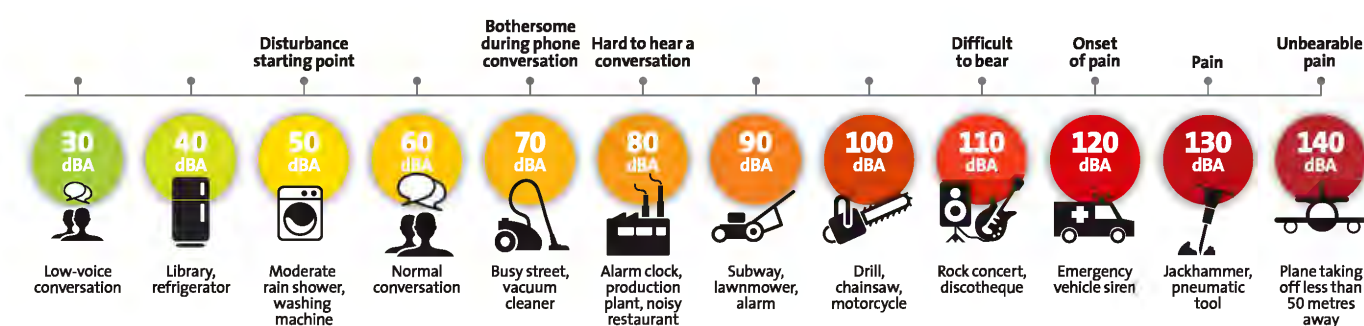 Disturbance
starting point
Bothersome
during phone
conversation
Hard to hear a
conversation
Difficult
to bear
Onset
of pain
Pain
Unbearable
pain
30
dBA
40
dBA
50
dBA
60
dBA
70
dBA
80
dBA
90
dBA
100
dBA
110
dBA
120
dBA
130
dBA
140
dBA
Low-voice
conversation
Library,
refrigerator
Moderate
rain shower,
washing
machine
Normal
conversation
Busy street,
vacuum
cleaner
Alarm clock,
production
plant, noisy
restaurant
Subway,
lawnmower,
alarm
Drill,
chainsaw,
motorcycle
Rock concert,
discotheque
Emergency
vehicle siren
Jackhammer,
pneumatic
tool
Plane taking
off less than
50 metres
away